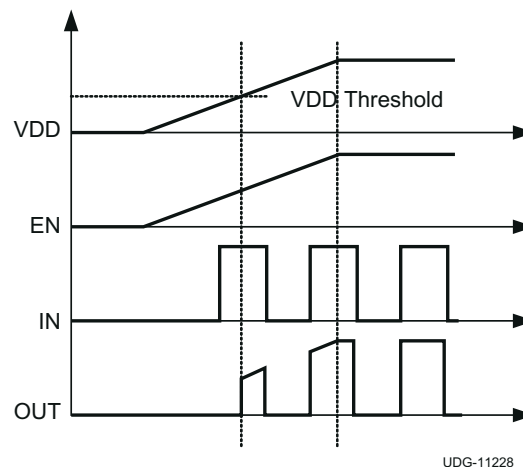 VDD Threshold
VDD
EN
IN
OUT
UDG-11228